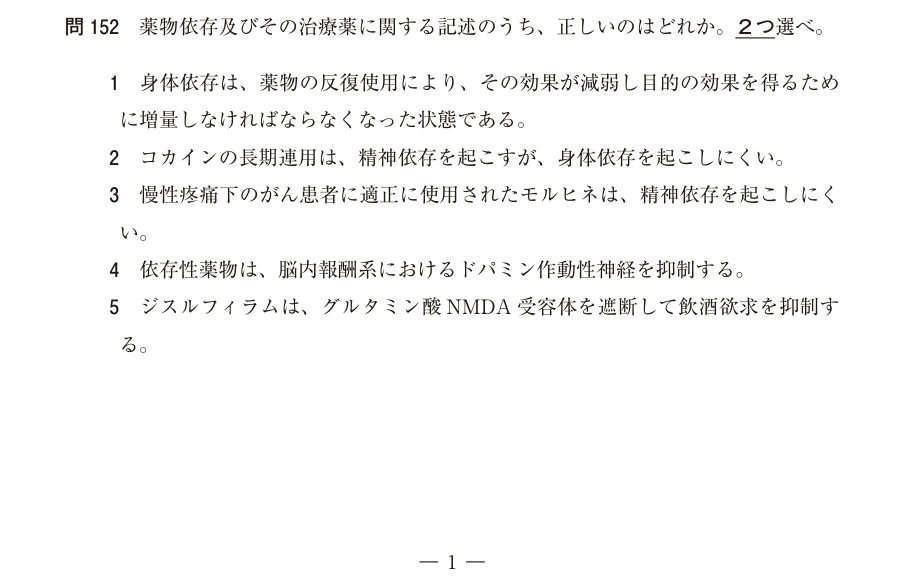 問 152　薬物依存及びその治療薬に関する記述のうち、正しいのはどれか。２つ選べ。
1　身体依存は、薬物の反復使用により、その効果が減弱し目的の効果を得るため
に増量しなければならなくなった状態である。
2　コカインの長期連用は、精神依存を起こすが、身体依存を起こしにくい。
3　慢性疼痛下のがん患者に適正に使用されたモルヒネは、精神依存を起こしにく
い。
4　依存性薬物は、脳内報酬系におけるドパミン作動性神経を抑制する。
5　ジスルフィラムは、グルタミン酸 NMDA 受容体を遮断して飲酒欲求を抑制す
る。
— 1 —